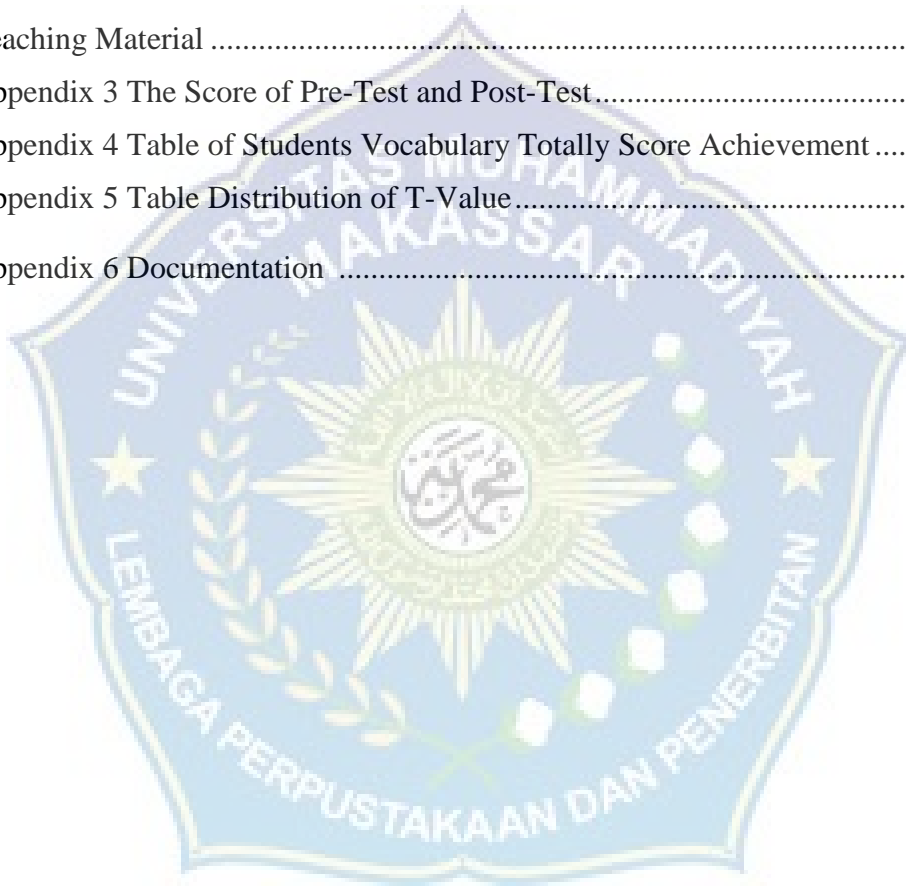 eaching Material ..........................................................................................
ppendix 3 The Score of Pre-Test and Post-Test.........................................
ppendix 4 Table of Students Vocabulary Totally Score Achievement ....
ppendix 5 Table Distribution of T-Value....................................................
ppendix 6 Documentation ..........................................................................
UNIVERSITAS MUHAMMADIYAH
MAKASSAR
LEMBAGA PERPUSTAKAAN DAN PENERBITAN